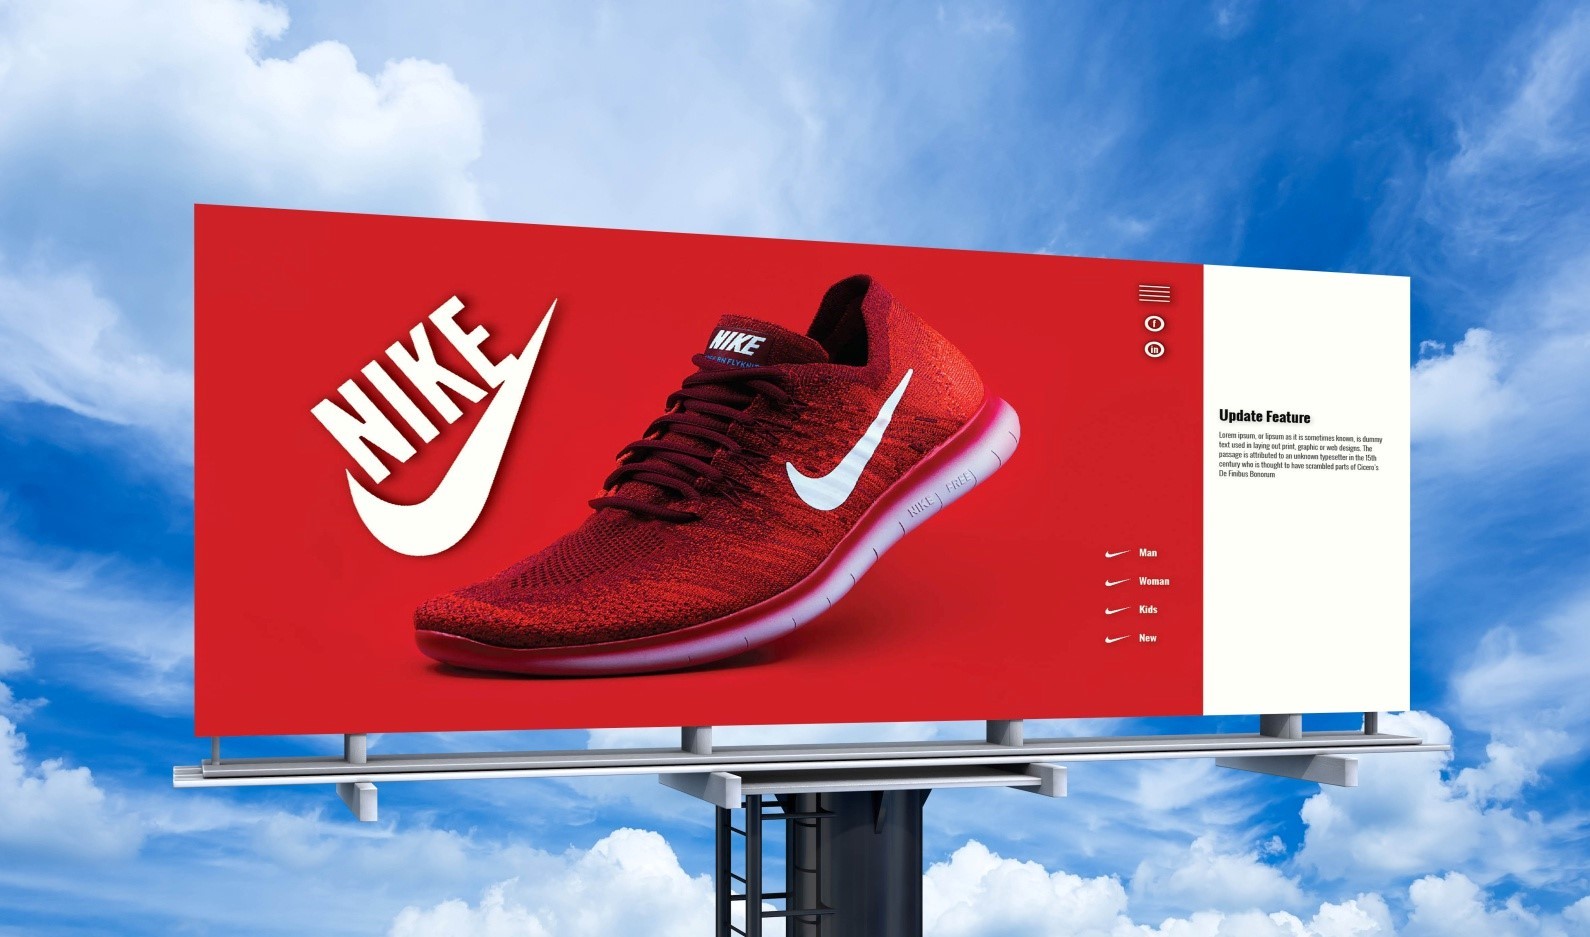 NIKE
NIKE
NIKE FREE
f
in
Man
Woman
Kids
New
Update Feature
Lorem ipsum, or lipsum as it is sometimes known, is dummy
text used in laying out print, graphic or web designs. The
passage is attributed to an unknown typesetter in the 15th
century who is thought to have scrambled parts of Cicero's
De Finibus Bonorum